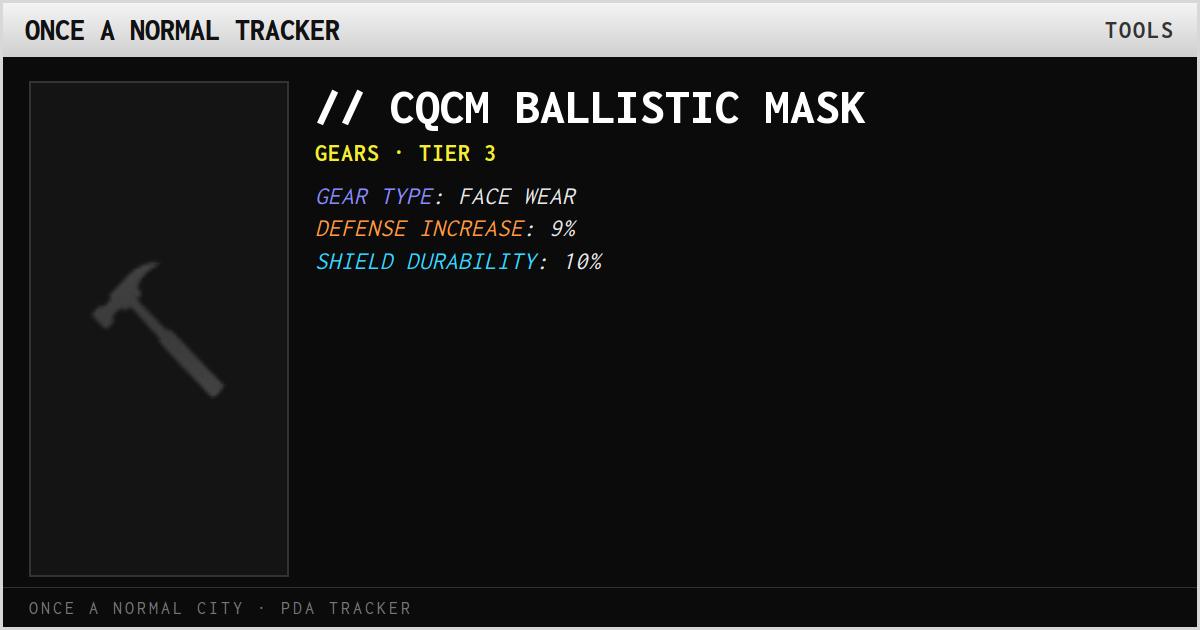 ONCE A NORMAL TRACKER
TOOLS
// CQCM BALLISTIC MASK
GEARS · TIER 3
GEAR TYPE: FACE WEAR
DEFENSE INCREASE: 9%
SHIELD DURABILITY: 10%
ONCE A NORMAL CITY · PDA TRACKER